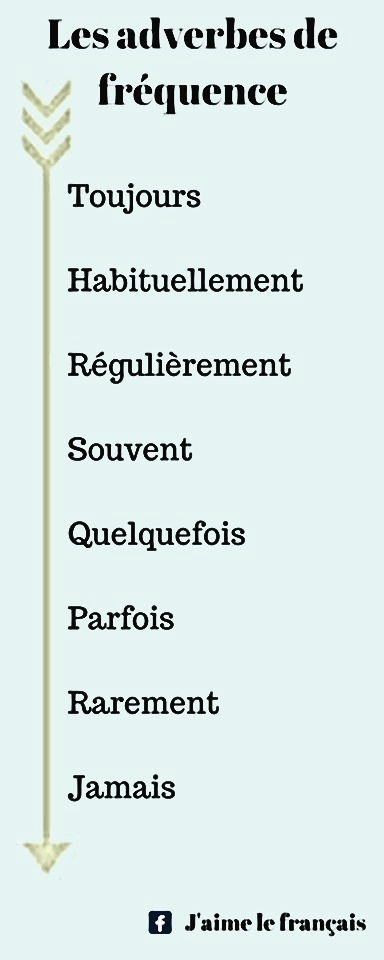 Les adverbes de
fréquence
Toujours
Habituellement
Régulièrement
Souvent
Quelquefois
Parfois
Rarement
Jamais
J'aime le français